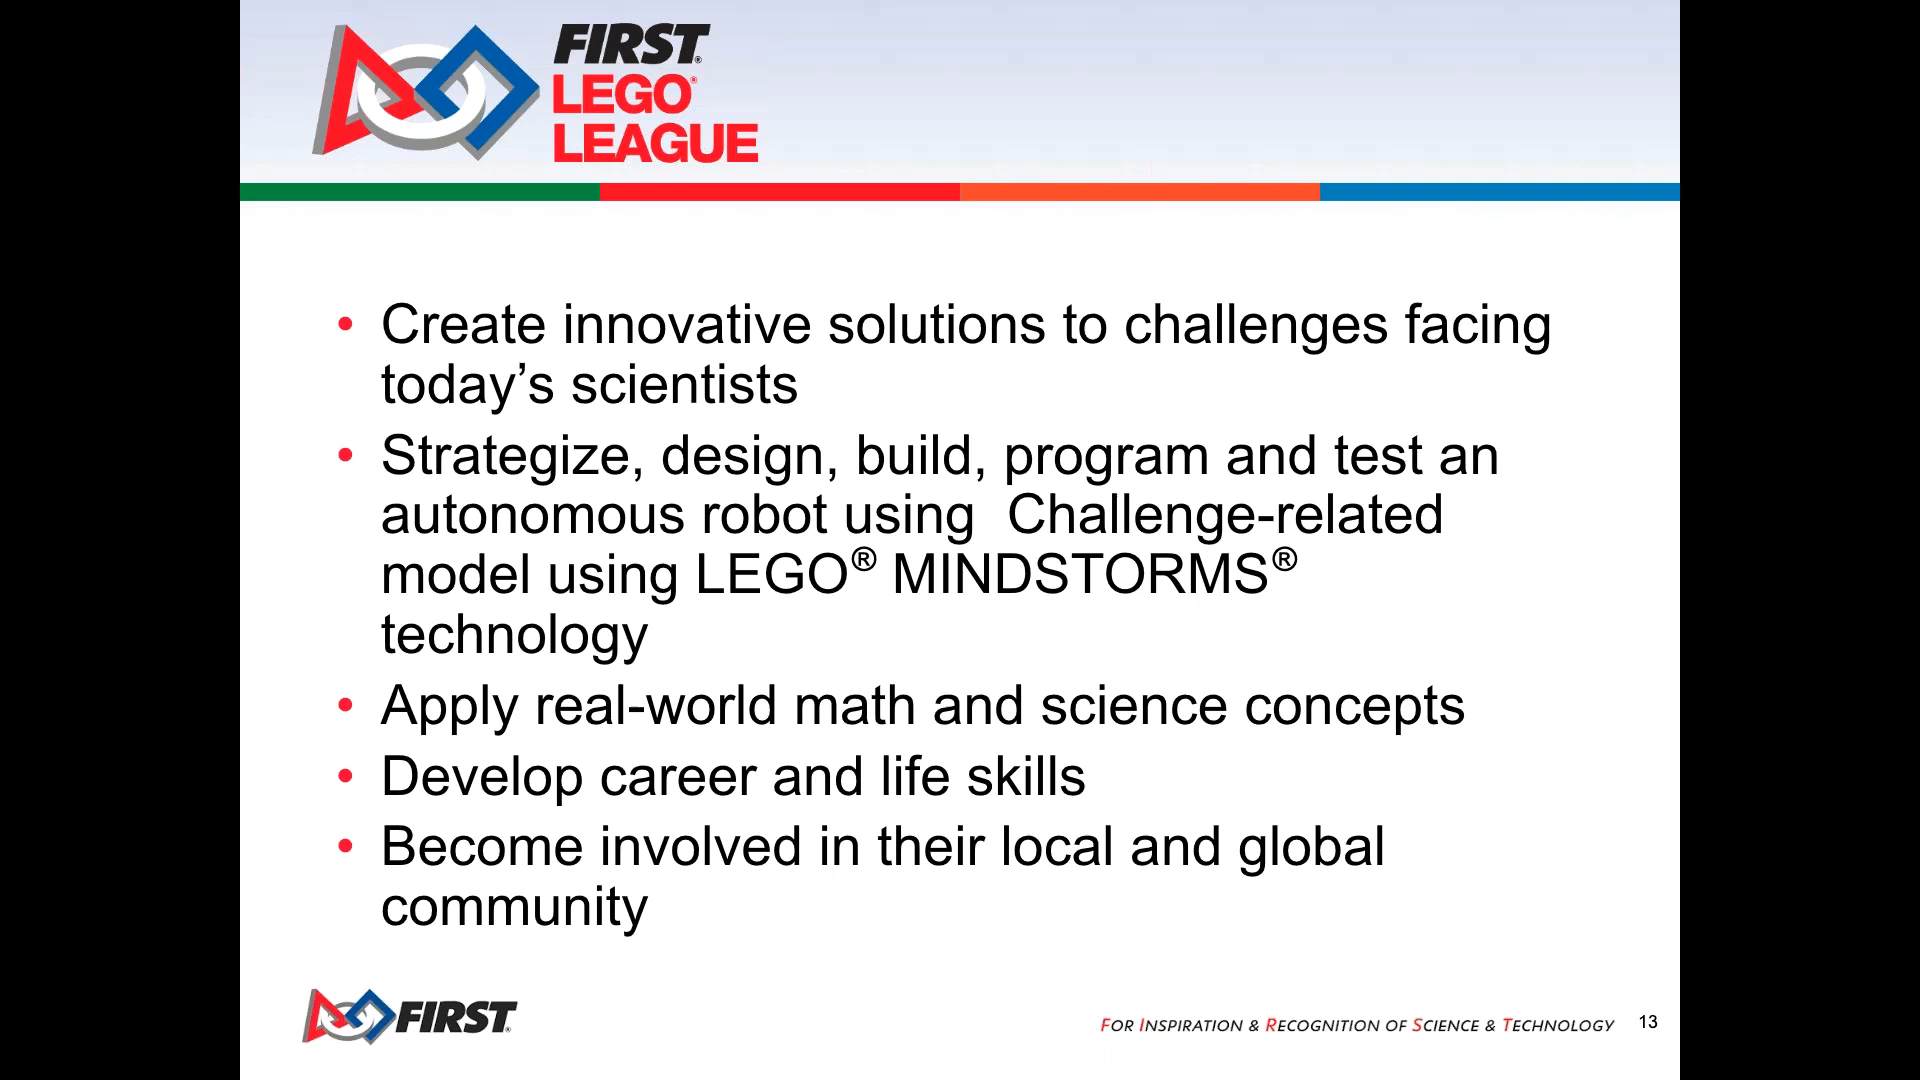 FIRST®
LEGO®
LEAGUE
• Create innovative solutions to challenges facing
today’s scientists
• Strategize, design, build, program and test an
autonomous robot using  Challenge-related
model using LEGO® MINDSTORMS®
technology
• Apply real-world math and science concepts
• Develop career and life skills
• Become involved in their local and global
community
FIRST®
FOR INSPIRATION & RECOGNITION OF SCIENCE & TECHNOLOGY 13